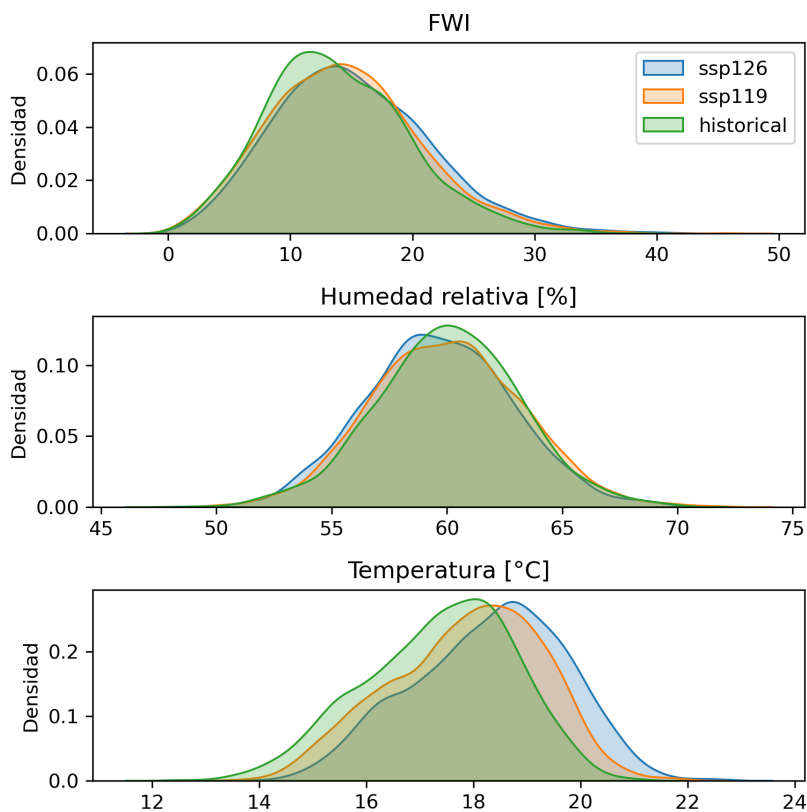 FWI
Densidad
0.06
0.04
0.02
0.00
ssp126
ssp119
historical
0 10 20 30 40 50
Humedad relativa [%]
Densidad
0.10
0.05
0.00
45 50 55 60 65 70 75
Temperatura [°C]
Densidad
0.2
0.1
0.0
12 14 16 18 20 22 24